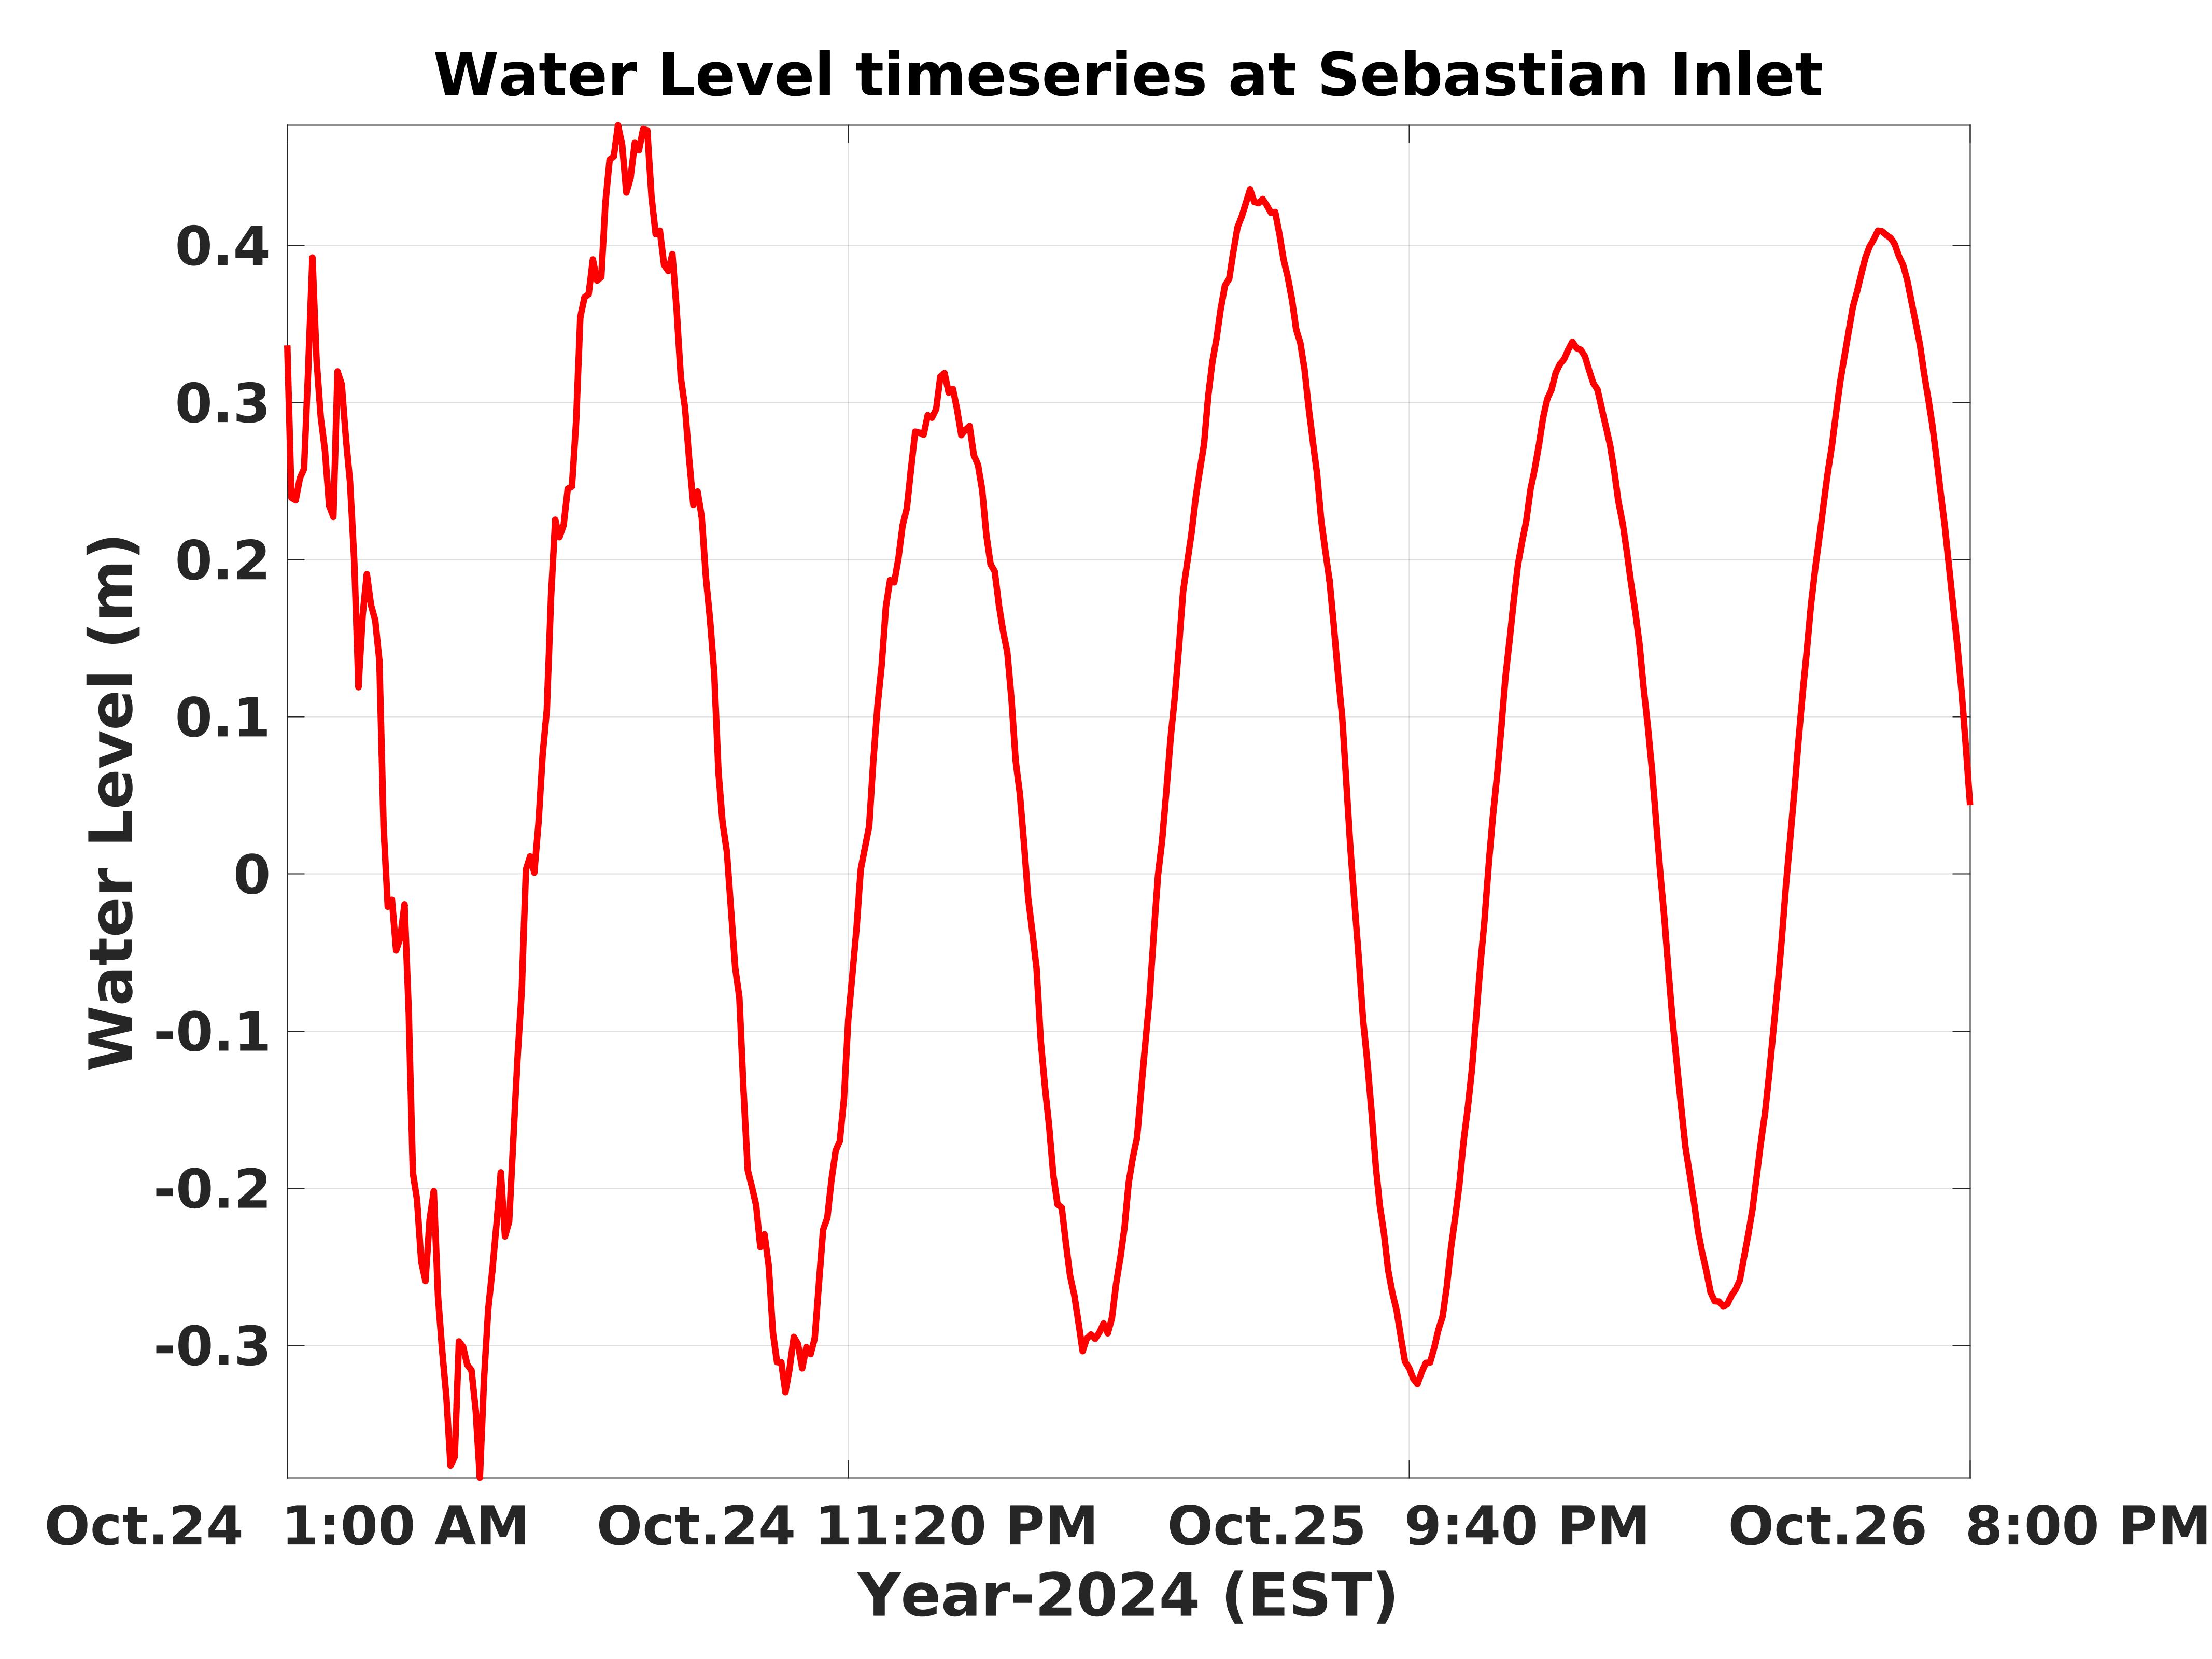 Water Level timeseries at Sebastian Inlet
Water Level (m)
0.4
0.3
0.2
0.1
0
-0.1
-0.2
-0.3
Oct.24 1:00 AM
Oct.24 11:20 PM
Oct.25 9:40 PM
Oct.26 8:00 PM
Year-2024 (EST)